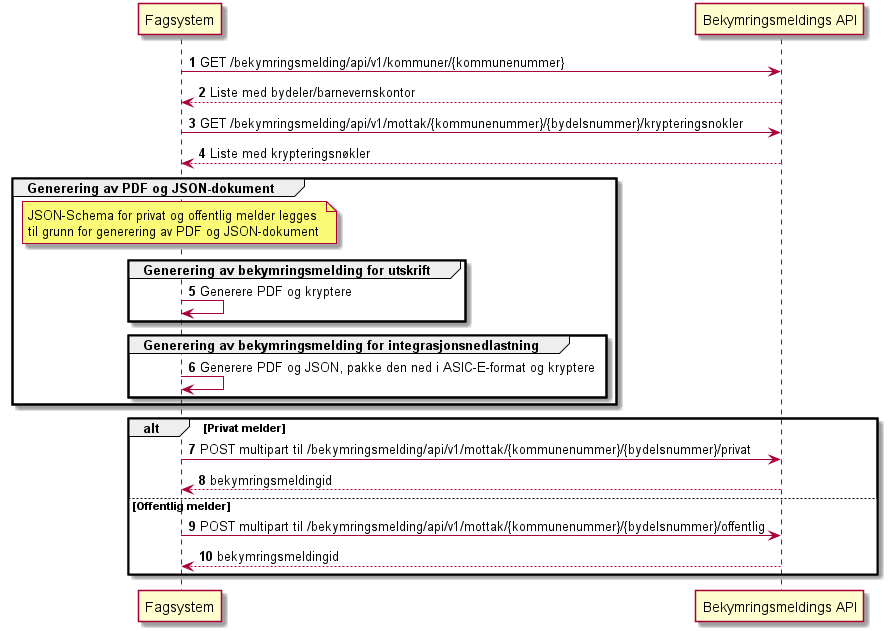 Fagsystem
Bekymringsmeldings API
1 GET /bekymringsmelding/api/v1/kommuner/{kommunenummer}
2 Liste med bydeler/barnevernskontor
3 GET /bekymringsmelding/api/v1/mottak/{kommunenummer}/{bydelsnummer}/krypteringsnokler
4 Liste med krypteringsnøkler
Generering av PDF og JSON-dokument
JSON-Schema for privat og offentlig melder legges
til grunn for generering av PDF og JSON-dokument
Generering av bekymringsmelding for utskrift
5 Generere PDF og kryptere
Generering av bekymringsmelding for integrasjonsnedlastning
6 Generere PDF og JSON, pakke den ned i ASIC-E-format og kryptere
alt [Privat melder]
7 POST multipart til /bekymringsmelding/api/v1/mottak/{kommunenummer}/{bydelsnummer}/privat
8 bekymringsmeldingid
[Offentlig melder]
9 POST multipart til /bekymringsmelding/api/v1/mottak/{kommunenummer}/{bydelsnummer}/offentlig
10 bekymringsmeldingid
Fagsystem
Bekymringsmeldings API